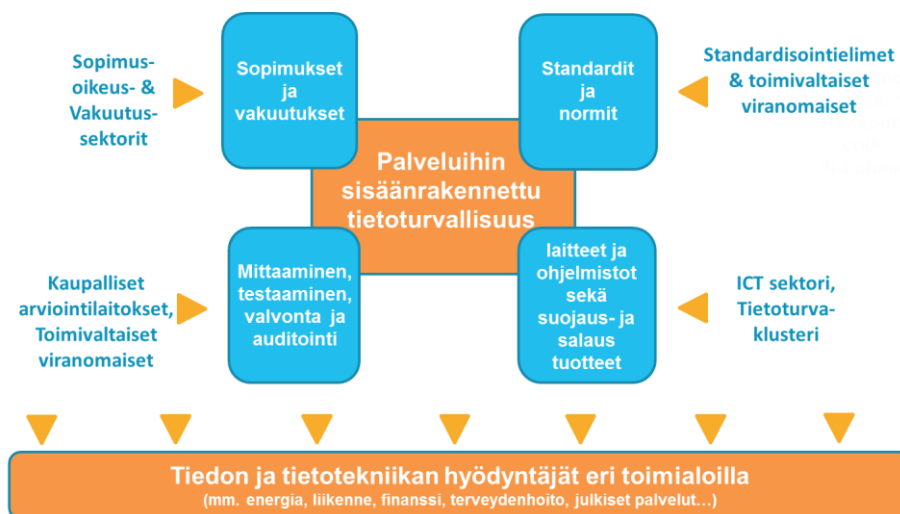 Sopimus-
oikeus- &
Vakuutus-
sektorit
Sopimukset
ja
vakuutukset
Standardit
ja
normit
Standardisointielimet
& toimivaltaiset
viranomaiset
Palveluihin
sisäänrakennettu
tietoturvallisuus
Kaupalliset
arviointilaitokset,
Toimivaltaiset
viranomaiset
Mittaaminen,
testaaminen,
valvonta ja
auditointi
laitteet ja
ohjelmistot
sekä
suojaus- ja
salaus
tuotteet
ICT sektori,
Tietoturva-
klusteri
Tiedon ja tietotekniikan hyödyntäjät eri toimialoilla
(mm. energia, liikenne, finanssi, terveydenhoito, julkiset palvelut...)